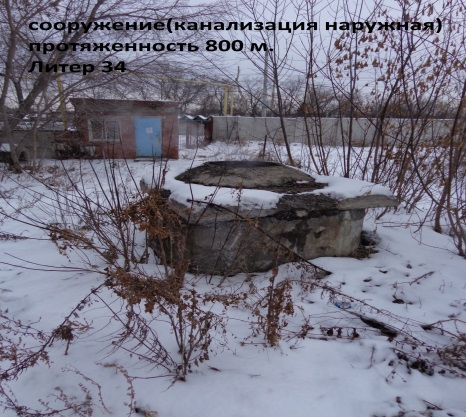 сооружение(канализация наружная)
протяженность 800 м.
Литер 34